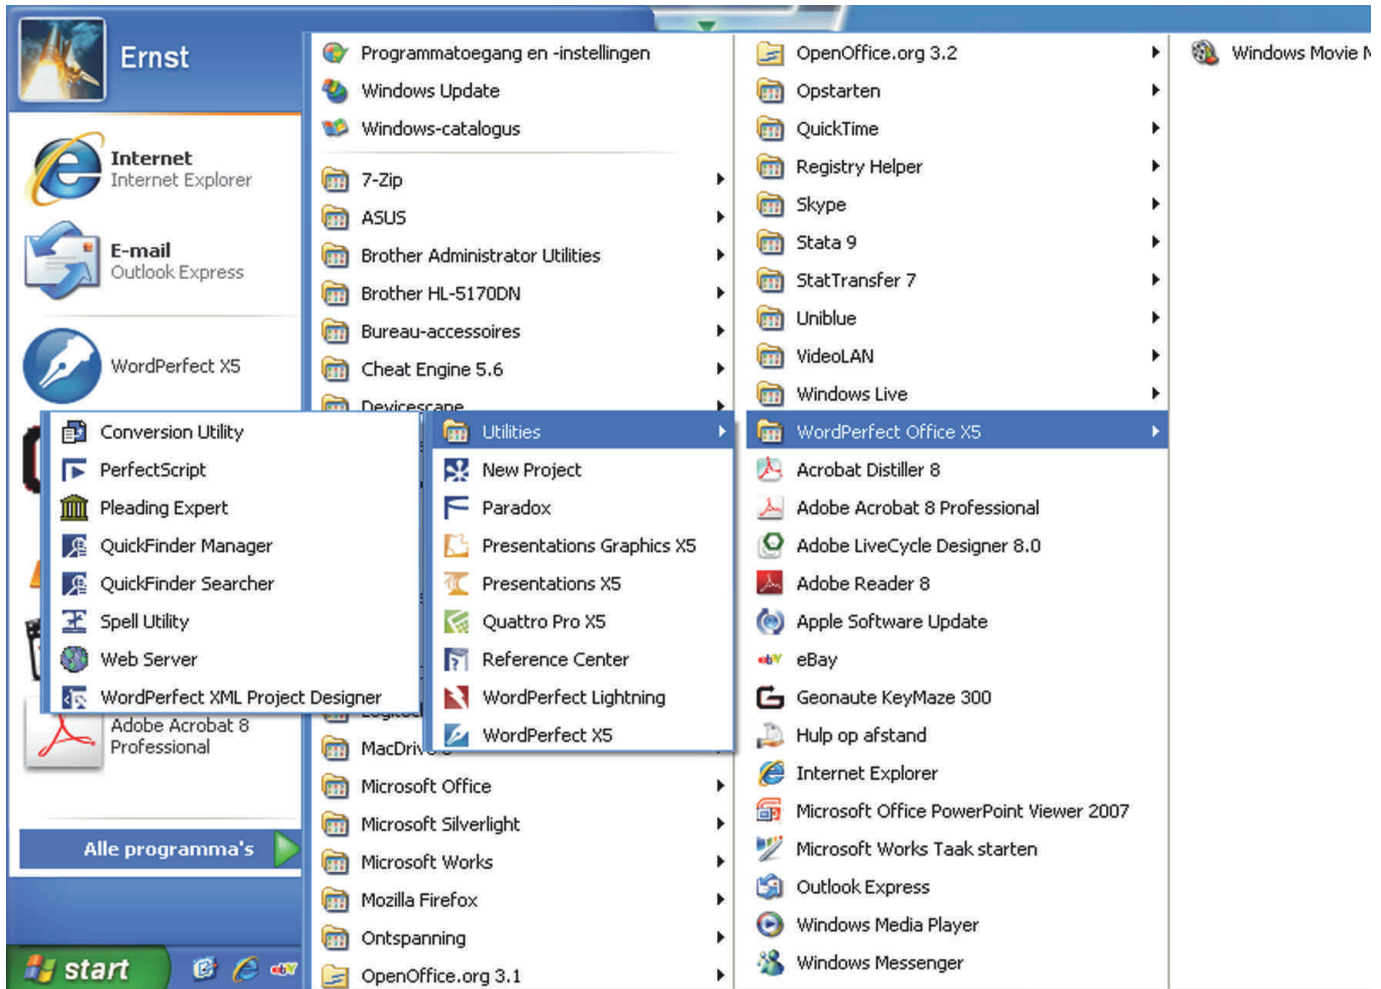 Ernst
Internet
Internet Explorer
E-mail
Outlook Express
WordPerfect X5
Adobe Acrobat 8
Professional
Alle programma's
start
Programmatoegang en -instellingen
Windows Update
Windows-catalogus
7-Zip
ASUS
Brother Administrator Utilities
Brother HL-5170DN
Bureau-accessoires
Cheat Engine 5.6
Devicescape
Microsoft Office
Microsoft Silverlight
Microsoft Works
Mozilla Firefox
Ontspanning
OpenOffice.org 3.1
Conversion Utility
PerfectScript
Pleading Expert
QuickFinder Manager
QuickFinder Searcher
Spell Utility
Web Server
WordPerfect XML Project Designer
Utilities
New Project
Paradox
Presentations Graphics X5
Presentations X5
Quattro Pro X5
Reference Center
WordPerfect Lightning
WordPerfect X5
OpenOffice.org 3.2
Opstarten
QuickTime
Registry Helper
Skype
Stata 9
StatTransfer 7
Uniblue
VideoLAN
Windows Live
WordPerfect Office X5
Acrobat Distiller 8
Adobe Acrobat 8 Professional
Adobe LiveCycle Designer 8.0
Adobe Reader 8
Apple Software Update
eBay
Geonaute KeyMaze 300
Hulp op afstand
Internet Explorer
Microsoft Office PowerPoint Viewer 2007
Microsoft Works Taak starten
Outlook Express
Windows Media Player
Windows Messenger
Windows Movie